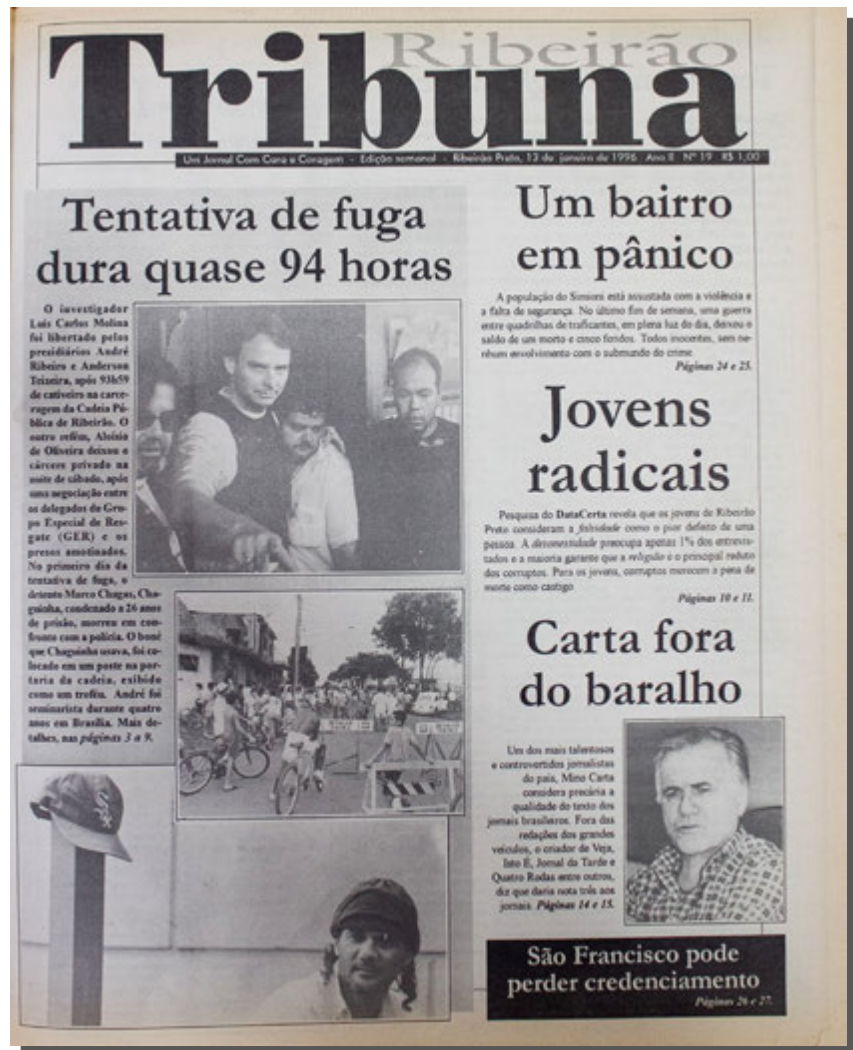 Ribeirão
Tribuna
Um Jornal Com Cara e Coragem - Edição semanal - Ribeirão Preto, 13 de janeiro de 1996 Ano II Nº 19 R$ 1,00
Tentativa de fuga
dura quase 94 horas
O investigador
Luis Carlos Molina
foi libertado pelos
presidiários André
Ribeiro e Anderson
Teixeira, após 93h59
de cativeiro na carce-
ragem da Cadeia Pú-
blica de Ribeirão. O
outro refém, Aloísio
de Oliveira deixou o
cárcere privado na
noite de sábado, após
uma negociação entre
os delegados do Gru-
po Especial de Res-
gate (GER) e os
presos amotinados.
No primeiro dia da
tentativa de fuga, o
detento Marco Chagas, Cha-
guinha, condenado a 26 anos
de prisão, morreu em con-
fronto com a polícia. O boné
que Chaguinha usava, foi co-
locado em um poste na por-
taria da cadeia, exibido
como um troféu. André foi
seminarista durante quatro
anos em Brasília. Mais de-
talhes, nas páginas 3 a 9.
Um bairro
em pânico
A população do Simioni está assustada com a violência e
a falta de segurança. No último fim de semana, uma guerra
entre quadrilhas de traficantes, em plena luz do dia, deixou o
saldo de um morto e cinco feridos. Todos inocentes, sem ne-
nhum envolvimento com o submundo do crime.
Páginas 24 e 25.
Jovens
radicais
Pesquisa do DataCerta revela que os jovens de Ribeirão
Preto consideram a falsidade como o pior defeito de uma
pessoa. A desonestidade preocupa apenas 1% dos entrevis-
tados e a maioria garante que a religião é o principal reduto
dos corruptos. Para os jovens, corruptos merecem a pena de
morte como castigo.
Páginas 10 e 11.
Carta fora
do baralho
Um dos mais talentosos
e controvertidos jornalistas
do país, Mino Carta
considera precária a
qualidade do texto dos
jornais brasileiros. Fora das
redações dos grandes
veículos, o criador de Veja,
Isto É, Jornal da Tarde e
Quatro Rodas entre outros,
diz que daria nota três aos
jornais. Páginas 14 e 15.
São Francisco pode
perder credenciamento
Páginas 26 e 27.